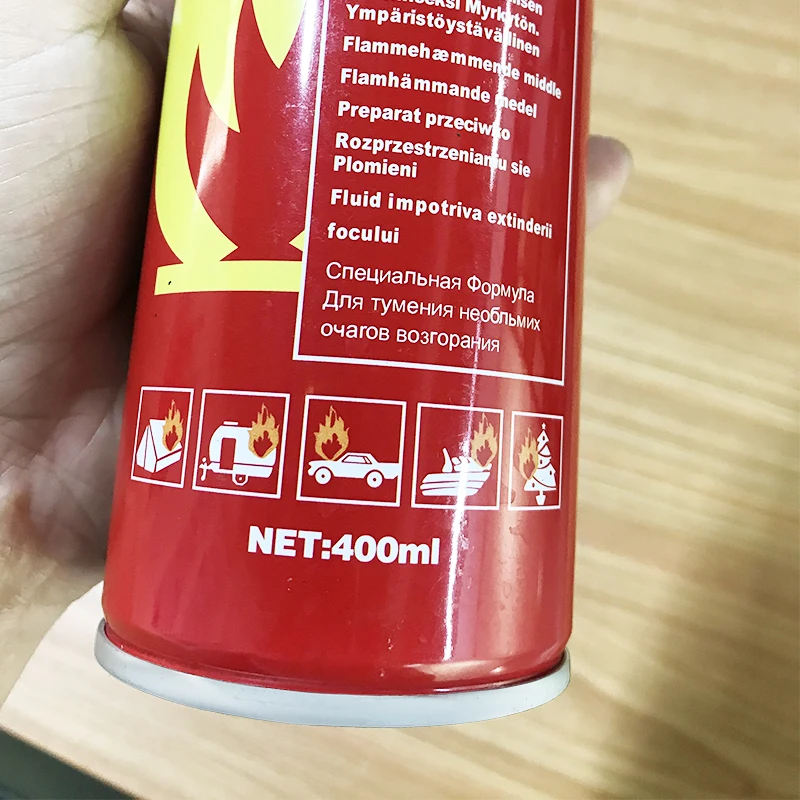 Myrkytön.
Ympäristöystävällinen
Flammehæmmende middle
Flamhämmande medel
Preparat przeciwko
Rozprzestrzenianiu sie
Plomieni
Fluid impotriva extinderii
focului
Специальная Формула
Для тумения необльмих
очагов возгорания
NET:400ml